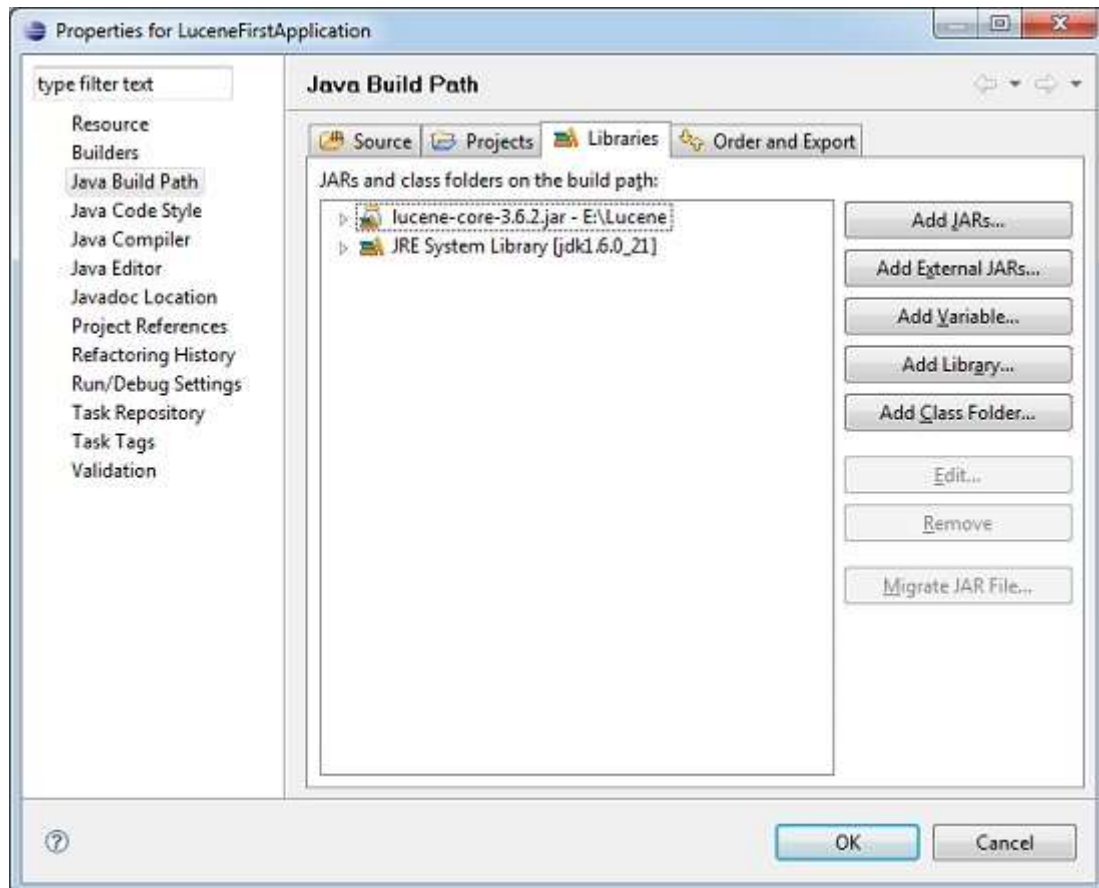 Properties for LuceneFirstApplication
type filter text
Resource
Builders
Java Build Path
Java Code Style
Java Compiler
Java Editor
Javadoc Location
Project References
Refactoring History
Run/Debug Settings
Task Repository
Task Tags
Validation
Java Build Path
Source Projects Libraries Order and Export
JARs and class folders on the build path:
lucene-core-3.6.2.jar - E:\Lucene
JRE System Library [jdk1.6.0_21]
Add JARs...
Add External JARs...
Add Variable...
Add Library...
Add Class Folder...
Edit...
Remove
Migrate JAR File...
?
OK Cancel